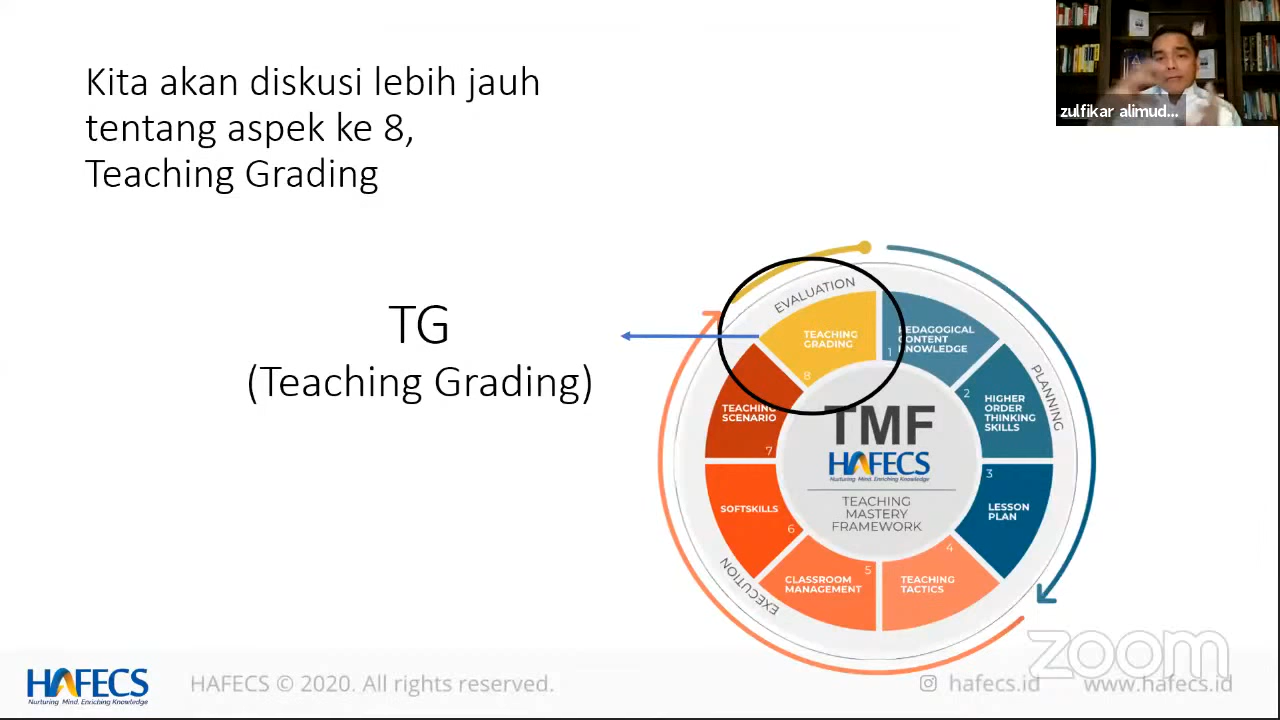 Kita akan diskusi lebih jauh
tentang aspek ke 8,
Teaching Grading
zulfikar alimud...
TG
(Teaching Grading)
EVALUATION
TEACHING
GRADING
8
PEDAGOGICAL
CONTENT
KNOWLEDGE
1
PLANNING
2
HIGHER
ORDER
THINKING
SKILLS
3
LESSON
PLAN
4
TEACHING
TACTICS
5
CLASSROOM
MANAGEMENT
EXECUTION
6
SOFTSKILLS
7
TEACHING
SCENARIO
TMF
HAFECS
Nurturing Mind. Enriching Knowledge
TEACHING
MASTERY
FRAMEWORK
zoom
HAFECS
Nurturing Mind. Enriching Knowledge
HAFECS © 2020. All rights reserved.
hafecs.id
www.hafecs.id